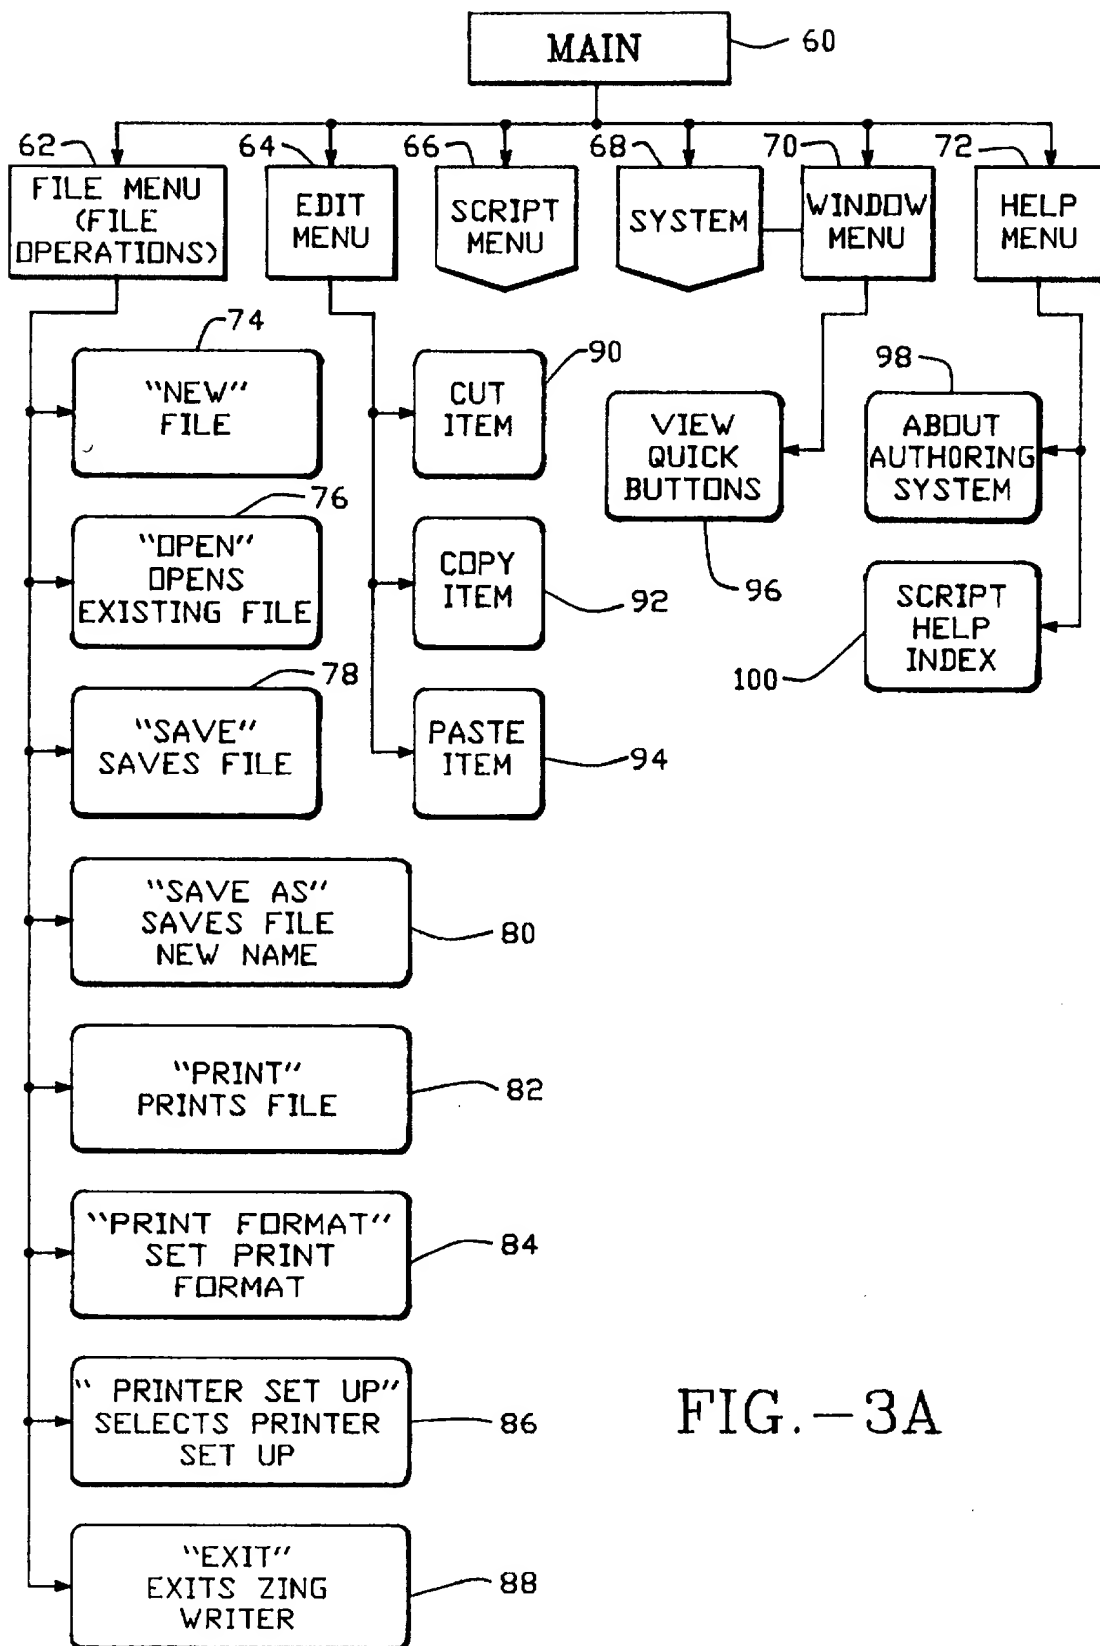 MAIN
60
62
64
66
68
70
72
FILE MENU
(FILE
OPERATIONS)
EDIT
MENU
SCRIPT
MENU
SYSTEM
WINDOW
MENU
HELP
MENU
74
"NEW"
FILE
76
"OPEN"
OPENS
EXISTING FILE
78
"SAVE"
SAVES FILE
"SAVE AS"
SAVES FILE
NEW NAME
80
"PRINT"
PRINTS FILE
82
"PRINT FORMAT"
SET PRINT
FORMAT
84
" PRINTER SET UP"
SELECTS PRINTER
SET UP
86
"EXIT"
EXITS ZING
WRITER
88
90
CUT
ITEM
COPY
ITEM
92
PASTE
ITEM
94
VIEW
QUICK
BUTTONS
96
98
ABOUT
AUTHORING
SYSTEM
SCRIPT
HELP
INDEX
100
FIG.-3A